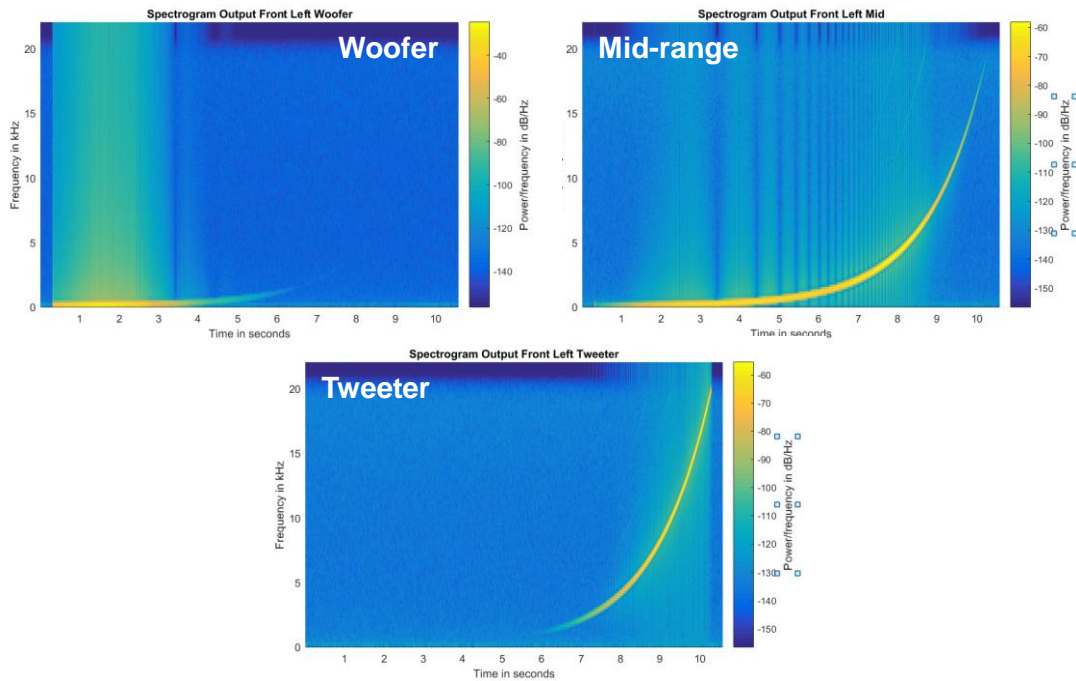 Spectrogram Output Front Left Woofer
Woofer
20
15
10
5
0
Frequency in kHz
1 2 3 4 5 6 7 8 9 10
Time in seconds
-40
-60
-80
-100
-120
-140
Power/frequency in dB/Hz
Spectrogram Output Front Left Mid
Mid-range
20
15
10
5
0
1 2 3 4 5 6 7 8 9 10
Time in seconds
-60
-70
-80
-90
-100
-110
-120
-130
-140
-150
Power/frequency in dB/Hz
Spectrogram Output Front Left Tweeter
Tweeter
20
15
10
5
0
Frequency in kHz
1 2 3 4 5 6 7 8 9 10
Time in seconds
-60
-70
-80
-90
-100
-110
-120
-130
-140
-150
Power/frequency in dB/Hz